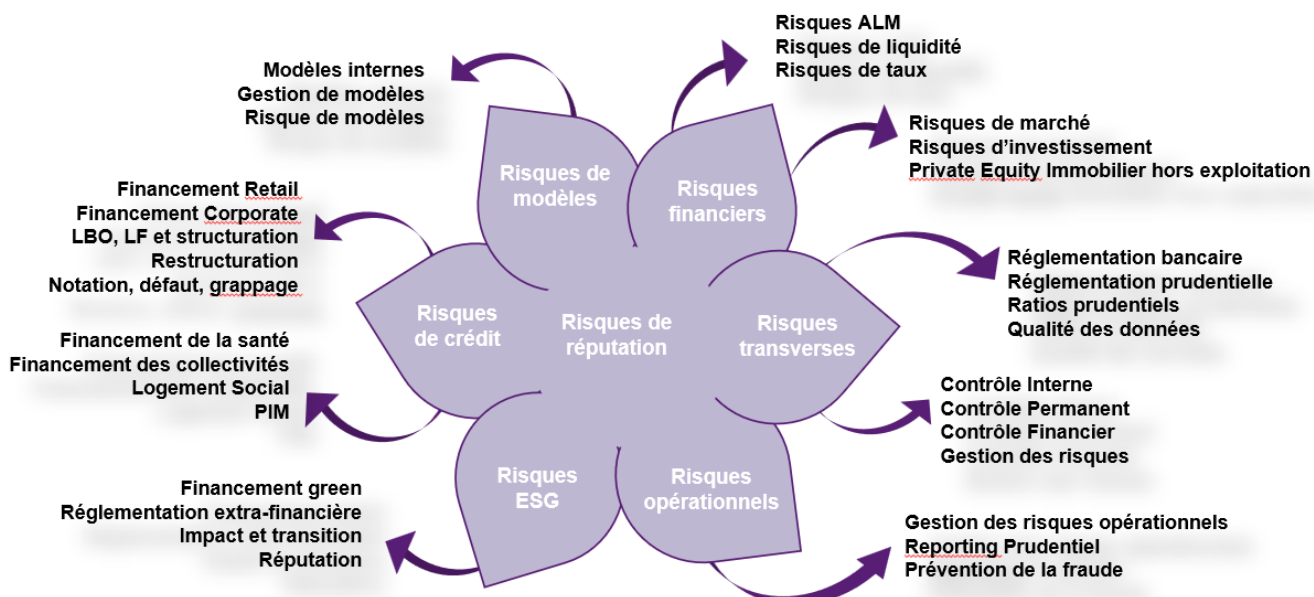 Risques ALM
Risques de liquidité
Risques de taux
Modèles internes
Gestion de modèles
Risque de modèles
Risques de marché
Risques d’investissement
Private Equity Immobilier hors exploitation
Risques de
modèles
Risques
financiers
Financement Retail
Financement Corporate
LBO, LF et structuration
Restructuration
Notation, défaut, grappage
Réglementation bancaire
Réglementation prudentielle
Ratios prudentiels
Qualité des données
Risques
de crédit
Risques de
réputation
Risques
transverses
Financement de la santé
Financement des collectivités
Logement Social
PIM
Contrôle Interne
Contrôle Permanent
Contrôle Financier
Gestion des risques
Risques
ESG
Risques
opérationnels
Financement green
Réglementation extra-financière
Impact et transition
Réputation
Gestion des risques opérationnels
Reporting Prudentiel
Prévention de la fraude